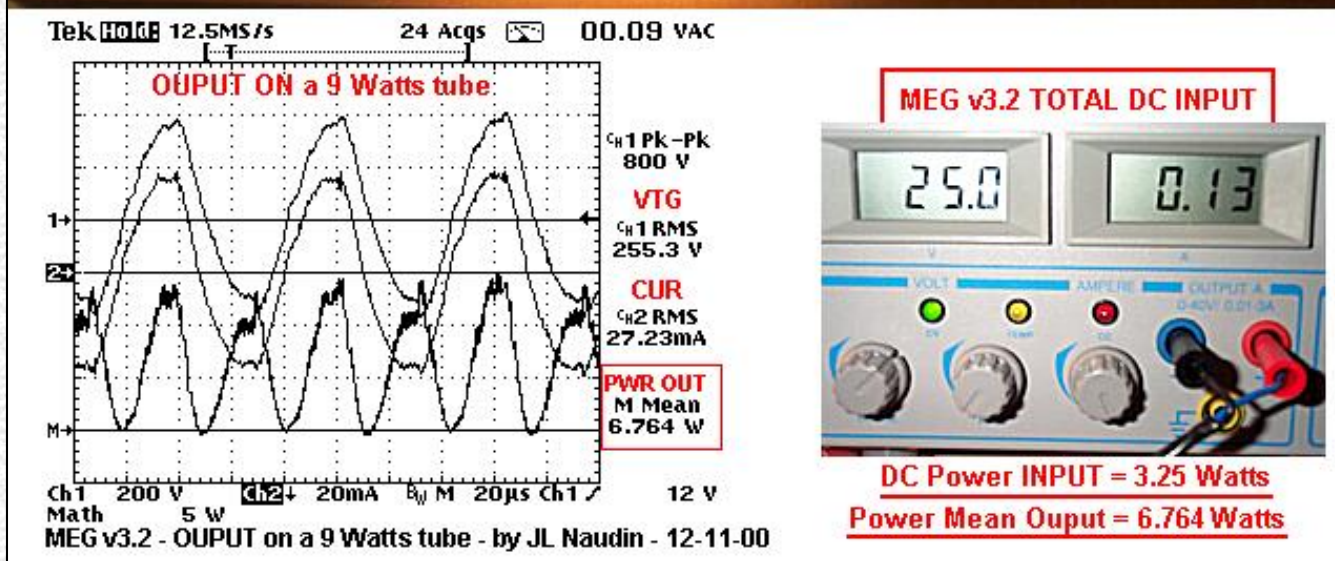 Tek Hold: 12.5MS/s 24 Acqs 00.09 VAC
[ T ]
OUPUT ON a 9 Watts tube
CH1 Pk-Pk
800 V
VTG
CH1 RMS
255.3 V
CUR
CH2 RMS
27.23mA
PWR OUT
M Mean
6.764 W
1
2
M
Ch1 200 V Ch2 20mA BW M 20µs Ch1 12 V
Math 5 W
MEG v3.2 - OUPUT on a 9 Watts tube - by JL Naudin - 12-11-00
MEG v3.2 TOTAL DC INPUT
25.0 0.13
V A
VOLT AMPERE OUTPUT A
0-40V: 0.01-3A
DC Power INPUT = 3.25 Watts
Power Mean Ouput = 6.764 Watts